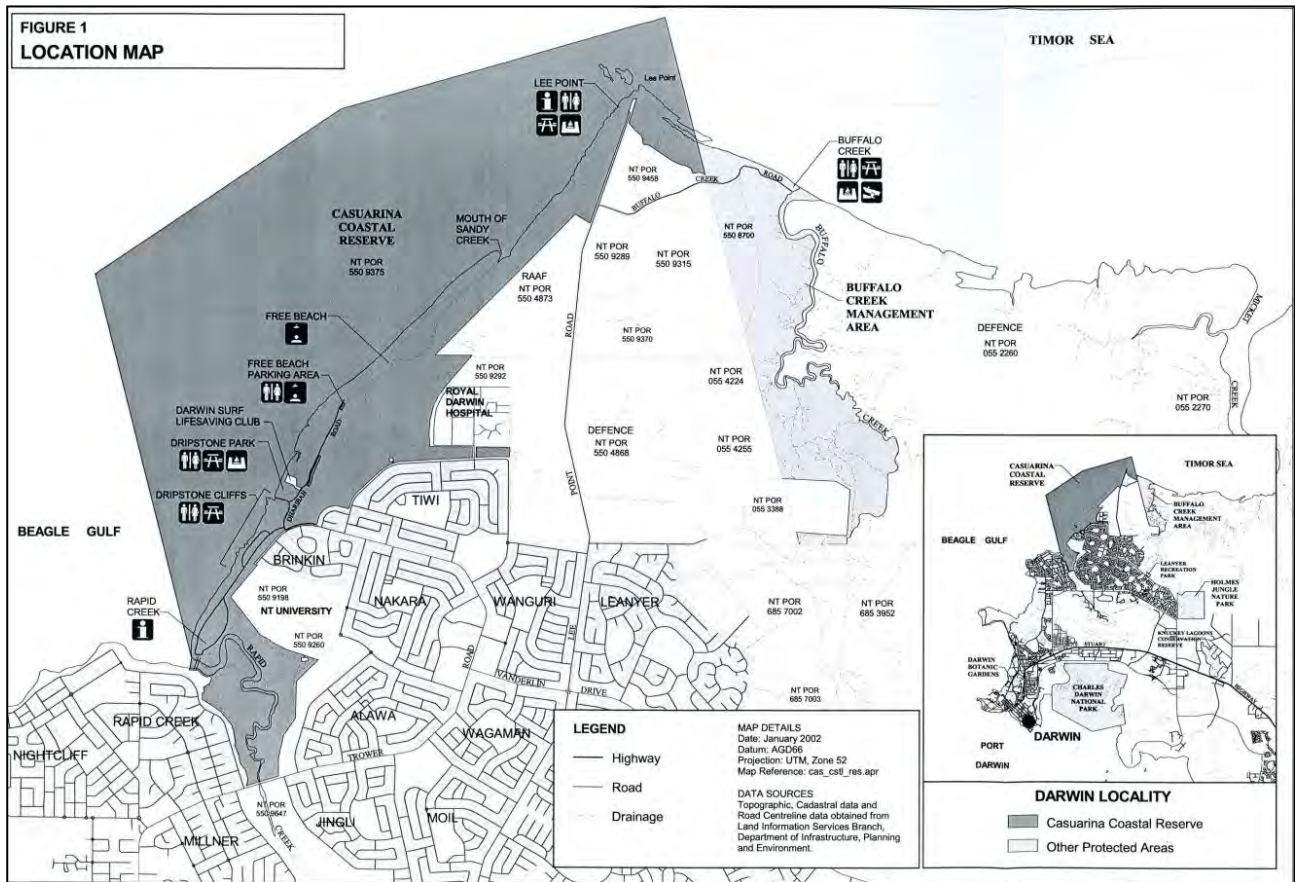 FIGURE 1
LOCATION MAP
TIMOR SEA
LEE POINT
Lee Point
BUFFALO
CREEK
NT POR
550 9458
BUFFALO
CREEK
ROAD
CASUARINA
COASTAL
RESERVE
NT POR
550 9375
MOUTH OF
SANDY
CREEK
NT POR
550 8700
NT POR
550 9289
NT POR
550 9315
BUFFALO
RAAF
NT POR
550 4873
BUFFALO
CREEK
MANAGEMENT
AREA
MICKET
CREEK
FREE BEACH
ROAD
DEFENCE
NT POR
055 2260
NT POR
550 9370
FREE BEACH
PARKING AREA
NT POR
550 9292
NT POR
055 4224
NT POR
055 2270
ROYAL
DARWIN
HOSPITAL
DARWIN SURF
LIFESAVING CLUB
ROAD
CREEK
DRIPSTONE PARK
DEFENCE
NT POR
550 4868
NT POR
055 4255
DRIPSTONE CLIFFS
POINT
TIWI
NT POR
055 3388
BEAGLE GULF
BRINKIN
NT POR
550 9198
NAKARA
WANGURI
LEANYER
NT POR
685 7002
NT POR
685 3952
RAPID
CREEK
NT UNIVERSITY
NT POR
550 9260
RAPID
LEE
ROAD
VANDERLIN
DRIVE
NT POR
685 7003
RAPID CREEK
ALAWA
WAGAMAN
NIGHTCLIFF
TROWER
NT POR
550 9647
JINGLI
MOIL
MILLNER
CREEK
LEGEND
Highway
Road
Drainage
MAP DETAILS
Date: January 2002
Datum: AGD66
Projection: UTM, Zone 52
Map Reference: cas_cstl_res.apr
DATA SOURCES
Topographic, Cadastral data and
Road Centreline data obtained from
Land Information Services Branch,
Department of Infrastructure, Planning
and Environment.
CASUARINA
COASTAL
RESERVE
TIMOR SEA
BUFFALO
CREEK
MANAGEMENT
AREA
BEAGLE GULF
LEANYER
RECREATION
PARK
HOLMES
JUNGLE
NATURE
PARK
KNUCKEY LAGOONS
CONSERVATION
RESERVE
STUART
HIGHWAY
DARWIN
BOTANIC
GARDENS
CHARLES
DARWIN
NATIONAL
PARK
DARWIN
PORT
DARWIN
DARWIN LOCALITY
Casuarina Coastal Reserve
Other Protected Areas